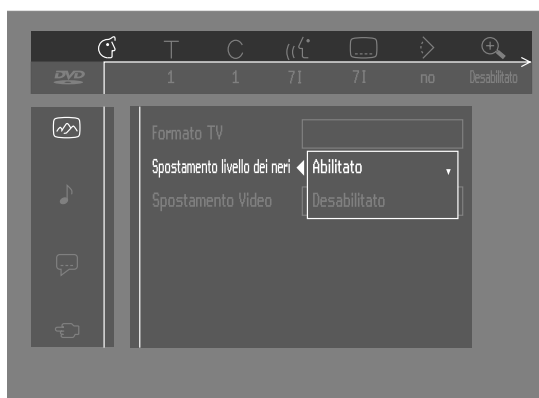 T C
DVD 1 1 7I 7I no Desabilitato
Formato TV
Spostamento livello dei neri Abilitato
Spostamento Video Desabilitato